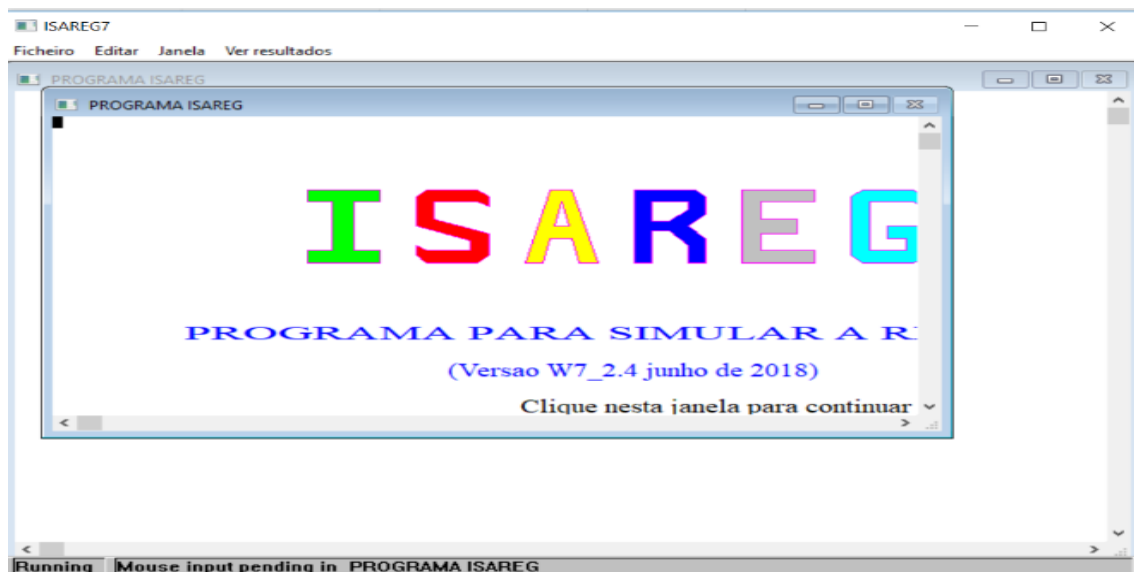 ISAREG7
Ficheiro Editar Janela Ver resultados
PROGRAMA ISAREG
PROGRAMA ISAREG
ISAREG
PROGRAMA PARA SIMULAR A R
(Versao W7_2.4 junho de 2018)
Clique nesta janela para continuar
Running Mouse input pending in PROGRAMA ISAREG